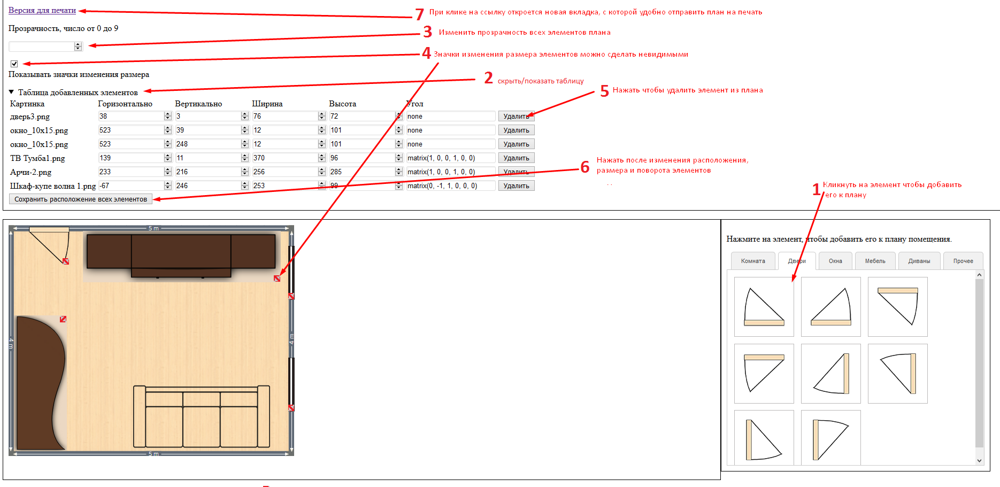 Версия для печати
7 При клике на ссылку откроется новая вкладка, с которой удобно отправить план на печать
Прозрачность, число от 0 до 9
3 Изменить прозрачность всех элементов плана
4 Значки изменения размера элементов можно сделать невидимыми
Показывать значки изменения размера
2 скрыть/показать таблицу
5 Нажать чтобы удалить элемент из плана
Таблица добавленных элементов
Картинка Горизонтально Вертикально Ширина Высота Угол
дверь3.png 38 3 76 72 none Удалить
окно_10x15.png 523 39 12 101 none Удалить
окно_10x15.png 523 248 12 101 none Удалить
ТВ Тумба1.png 139 11 370 96 matrix(1, 0, 0, 1, 0, 0) Удалить
6 Нажать после изменения расположения,
размера и поворота элементов
Арчи-2.png 233 216 256 285 matrix(1, 0, 0, 1, 0, 0) Удалить
Шкаф-купе волна 1.png -67 246 253 99 matrix(0, -1, 1, 0, 0, 0) Удалить
Сохранить расположение всех элементов
1 Кликнуть на элемент чтобы добавить
его к плану
5 m
4 m
4 m
5 m
Нажмите на элемент, чтобы добавить его к плану помещения.
Комната Двери Окна Мебель Диваны Прочее